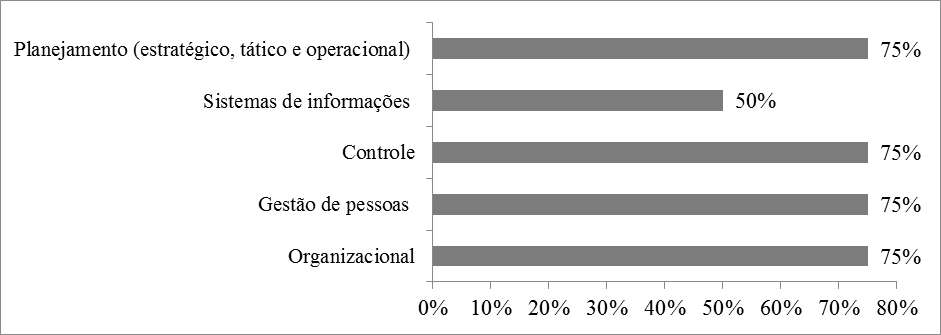 Planejamento (estratégico, tático e operacional) 75%
Sistemas de informações 50%
Controle 75%
Gestão de pessoas 75%
Organizacional 75%
0% 10% 20% 30% 40% 50% 60% 70% 80%